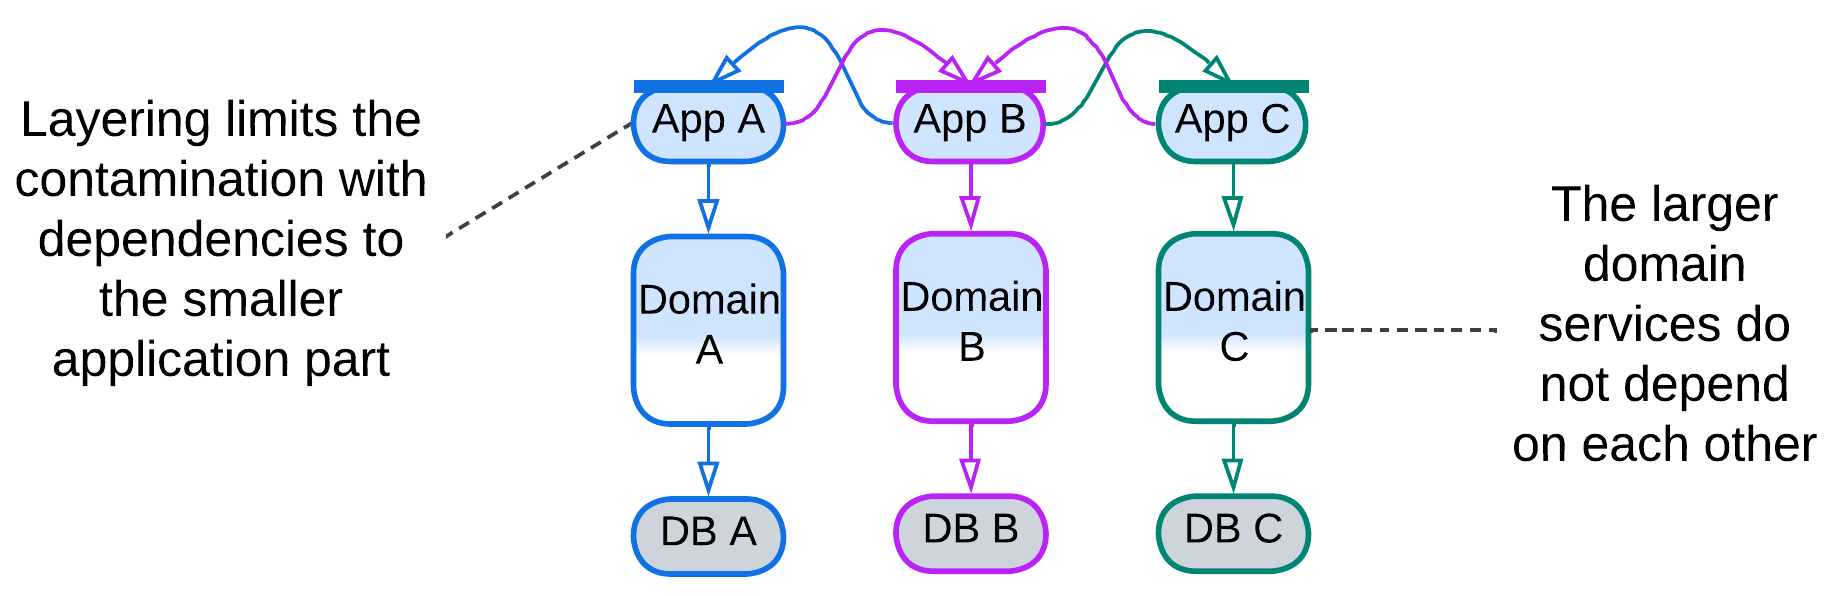 Layering limits the
contamination with
dependencies to
the smaller
application part
App A
App B
App C
Domain
A
Domain
B
Domain
C
DB A
DB B
DB C
The larger
domain
services do
not depend
on each other